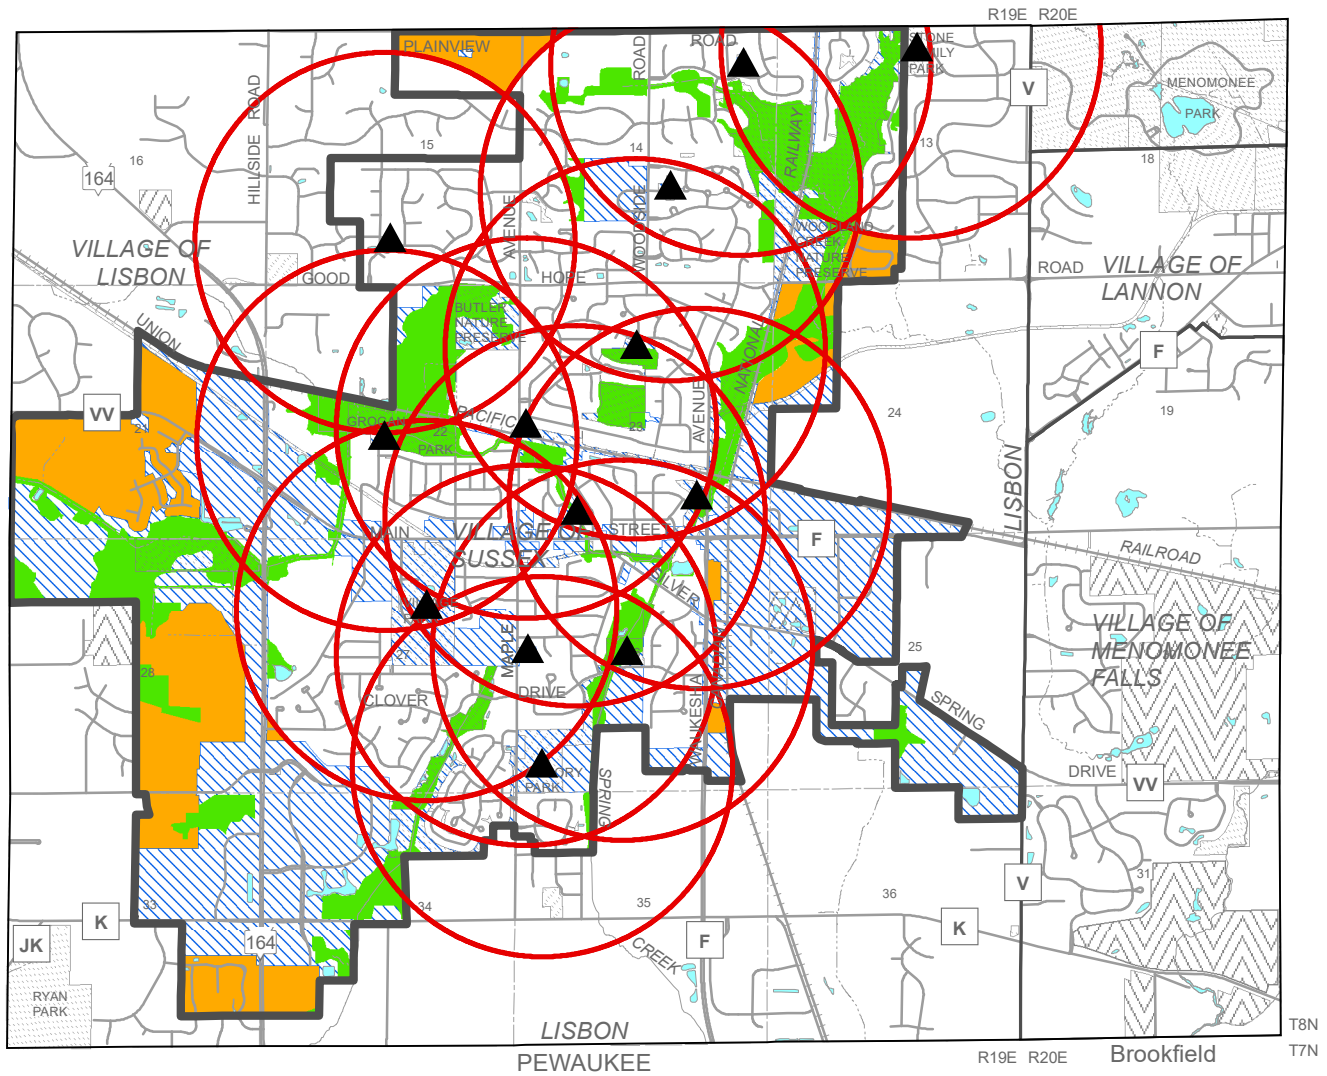 R19E R20E
PLAINVIEW
ROAD
ROAD
STONE
PARK
MENOMONEE
PARK
V
HILLSIDE ROAD
16
15
14
13
18
164
RAILWAY
WOODSIDE
AVENUE
VILLAGE OF
LISBON
WOODLAND
CREEK
NATURE
PRESERVE
GOOD
HOPE
ROAD
VILLAGE OF
LANNON
UNION
BUTLER
NATURE
PRESERVE
NATIONAL
F
VV
21
GROGAN
PARK
22
PACIFIC
23
AVENUE
24
19
LISBON
MAIN
VILLAGE OF
SUSSEX
STREET
F
RAILROAD
SILVER
VILLAGE OF
MENOMONEE
FALLS
28
27
MAPLE
25
CLOVER
DRIVE
WAUKESHA
SPRING
PARK
SPRING
DRIVE
VV
33
34
35
36
31
V
K
K
JK
164
F
CREEK
RYAN
PARK
LISBON
PEWAUKEE
R19E R20E
Brookfield
T8N
T7N